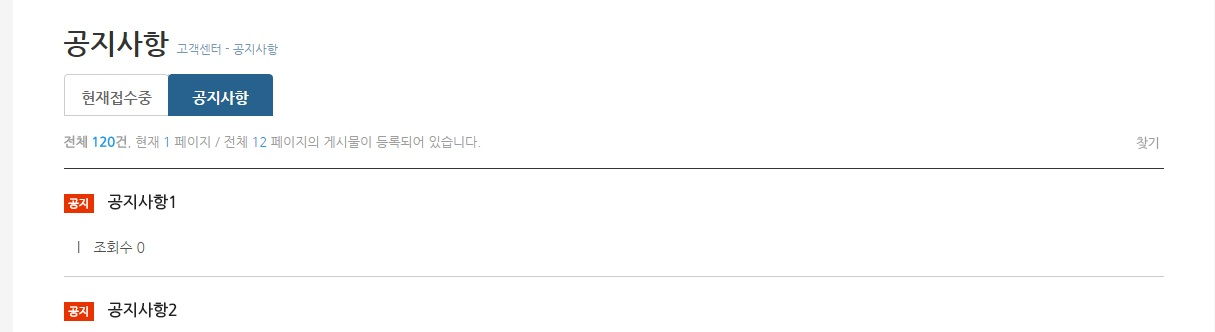 공지사항 고객센터 - 공지사항
현재접수중 공지사항
전체 120건, 현재 1 페이지 / 전체 12 페이지의 게시물이 등록되어 있습니다. 찾기
공지 공지사항1
| 조회수 0
공지 공지사항2